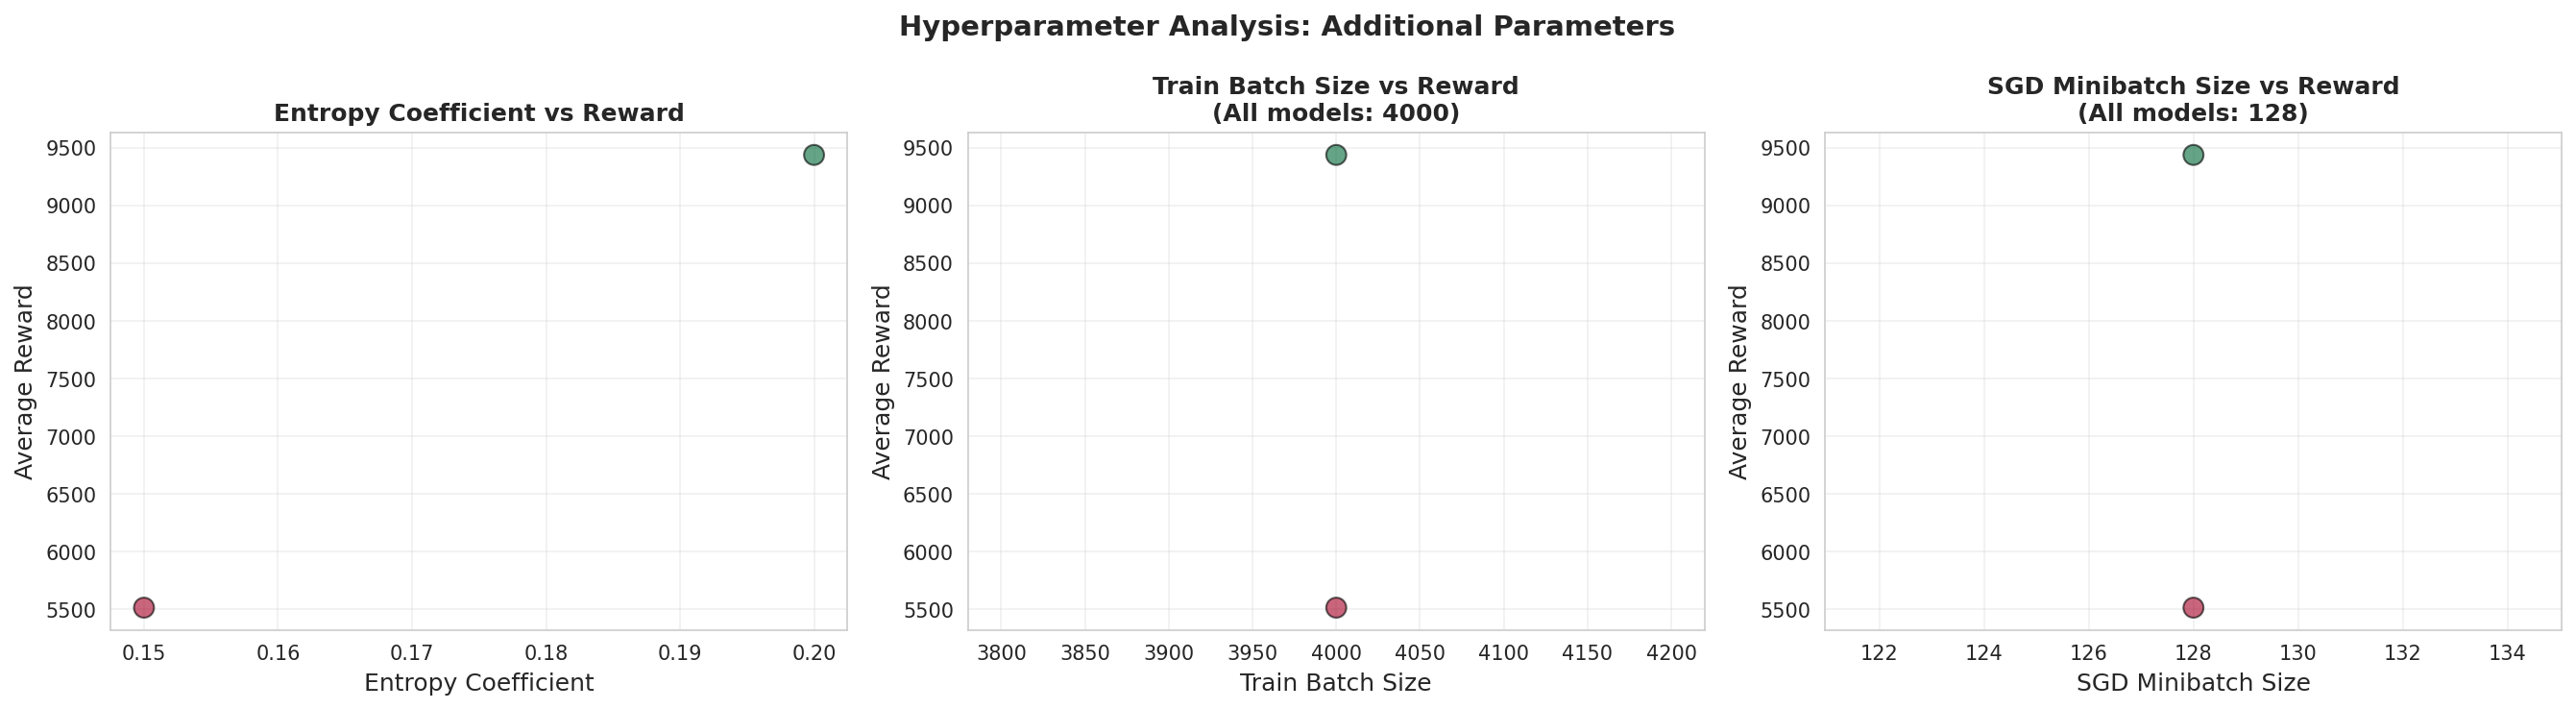 Hyperparameter Analysis: Additional Parameters
Entropy Coefficient vs Reward
9500
9000
8500
8000
7500
7000
6500
6000
5500
Average Reward
0.15 0.16 0.17 0.18 0.19 0.20
Entropy Coefficient
Train Batch Size vs Reward
(All models: 4000)
9500
9000
8500
8000
7500
7000
6500
6000
5500
Average Reward
3800 3850 3900 3950 4000 4050 4100 4150 4200
Train Batch Size
SGD Minibatch Size vs Reward
(All models: 128)
9500
9000
8500
8000
7500
7000
6500
6000
5500
Average Reward
122 124 126 128 130 132 134
SGD Minibatch Size